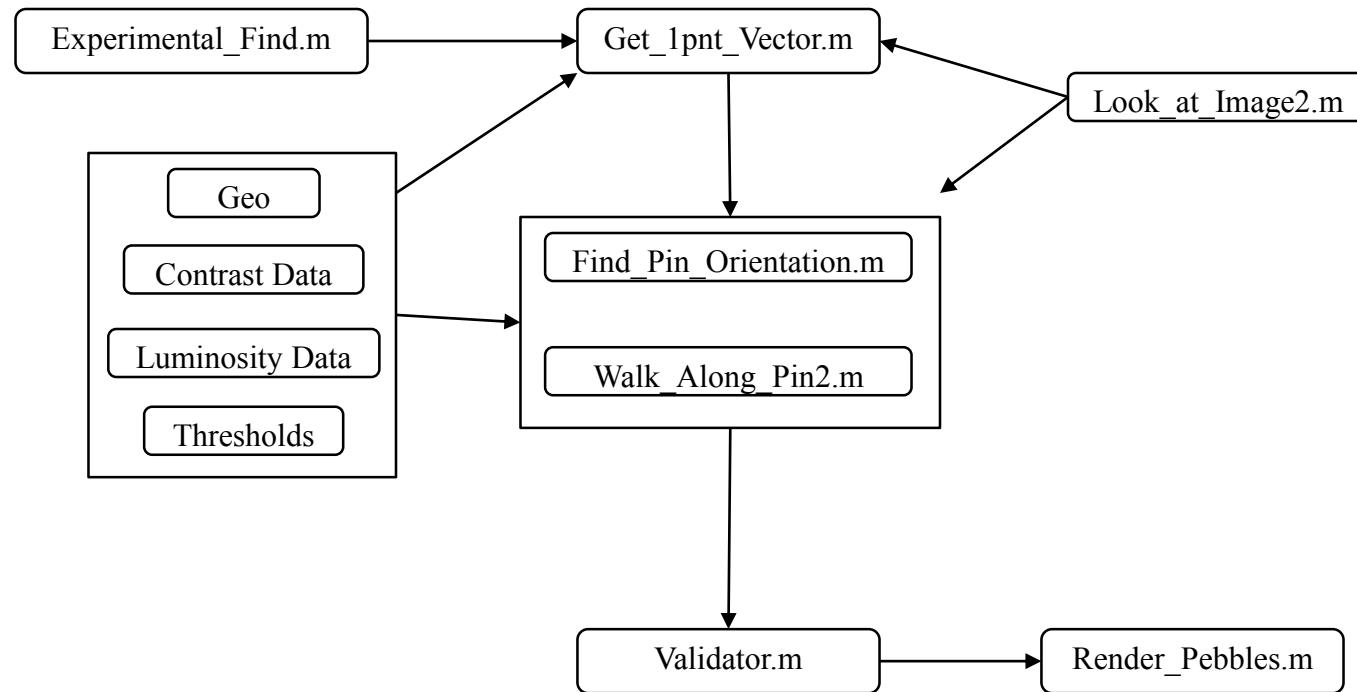 Experimental_Find.m
Get_1pnt_Vector.m
Look_at_Image2.m
Geo
Contrast Data
Luminosity Data
Thresholds
Find_Pin_Orientation.m
Walk_Along_Pin2.m
Validator.m
Render_Pebbles.m